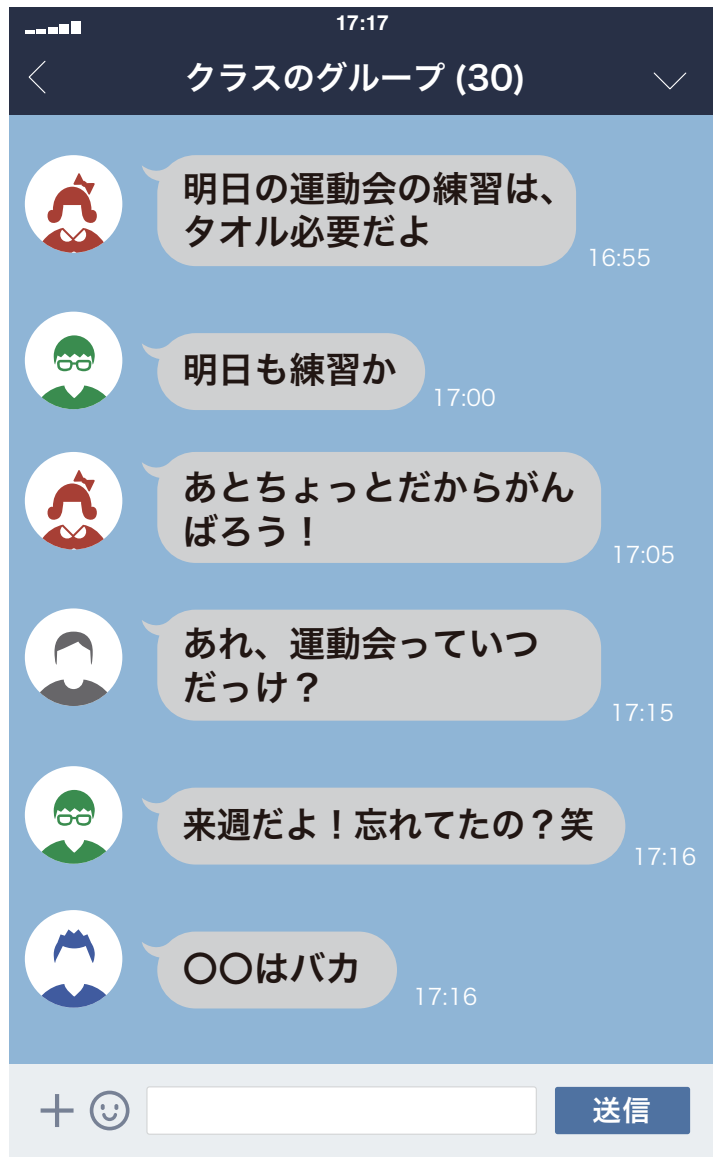 17:17
クラスのグループ (30)
明日の運動会の練習は、
タオル必要だよ
16:55
明日も練習か
17:00
あとちょっとだからがん
ばろう！
17:05
あれ、運動会っていつ
だっけ？
17:15
来週だよ！忘れてたの？笑
17:16
〇〇はバカ
17:16
送信